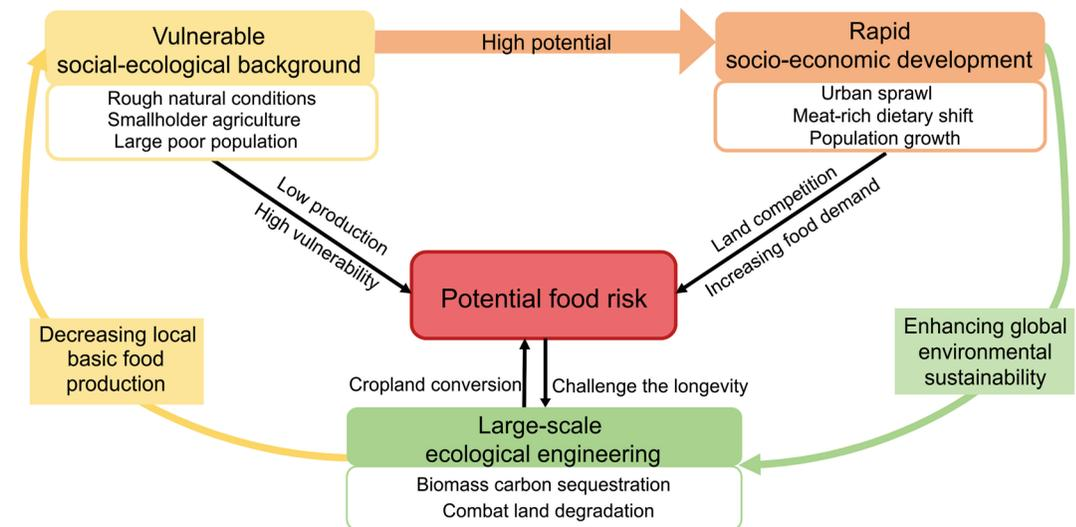 Vulnerable
social-ecological background
Rough natural conditions
Smallholder agriculture
Large poor population
High potential
Rapid
socio-economic development
Urban sprawl
Meat-rich dietary shift
Population growth
Low production
High vulnerability
Land competition
Increasing food demand
Potential food risk
Decreasing local
basic food
production
Enhancing global
environmental
sustainability
Cropland conversion
Challenge the longevity
Large-scale
ecological engineering
Biomass carbon sequestration
Combat land degradation